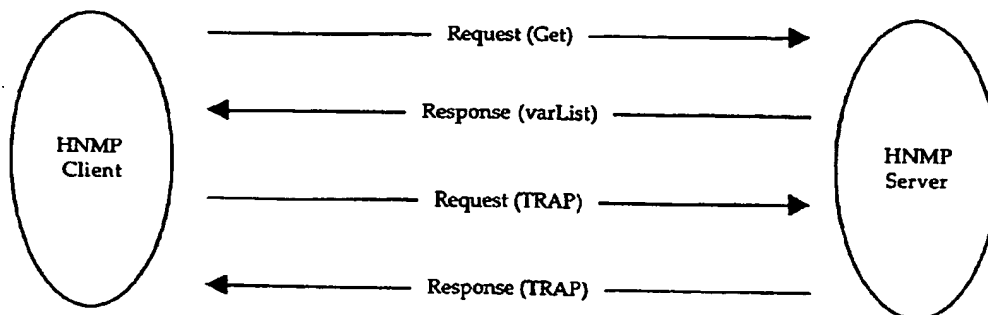 Request (Get)
Response (varList)
HNMP
Client
HNMP
Server
Request (TRAP)
Response (TRAP)